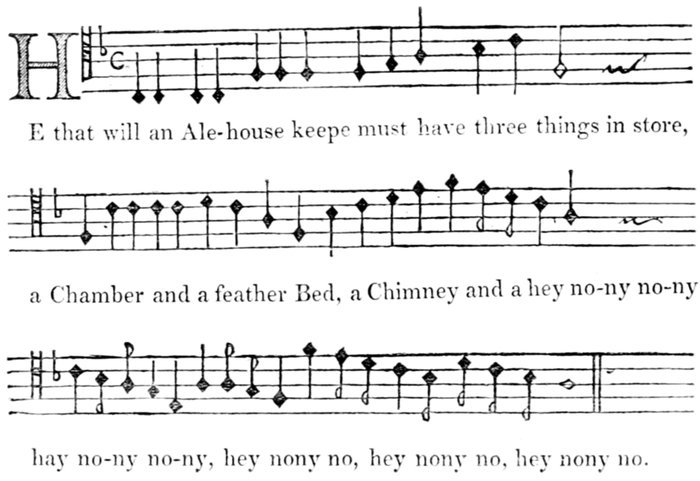 HE that will an Ale-house keepe must have three things in store,
a Chamber and a feather Bed, a Chimney and a hey no-ny no-ny
hay no-ny no-ny, hey nony no, hey nony no, hey nony no.